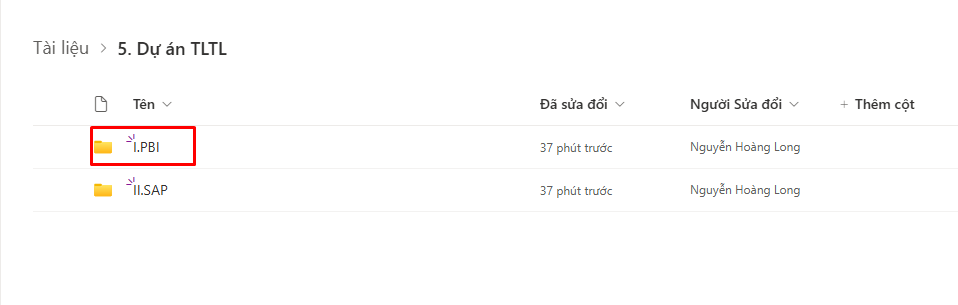 Tài liệu > 5. Dự án TLTL
Tên Đã sửa đổi Người Sửa đổi + Thêm cột
I.PBI 37 phút trước Nguyễn Hoàng Long
II.SAP 37 phút trước Nguyễn Hoàng Long